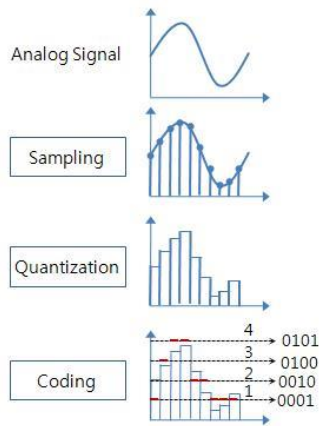 Analog Signal
Sampling
Quantization
Coding
4
0101
3
0100
2
0010
1
0001